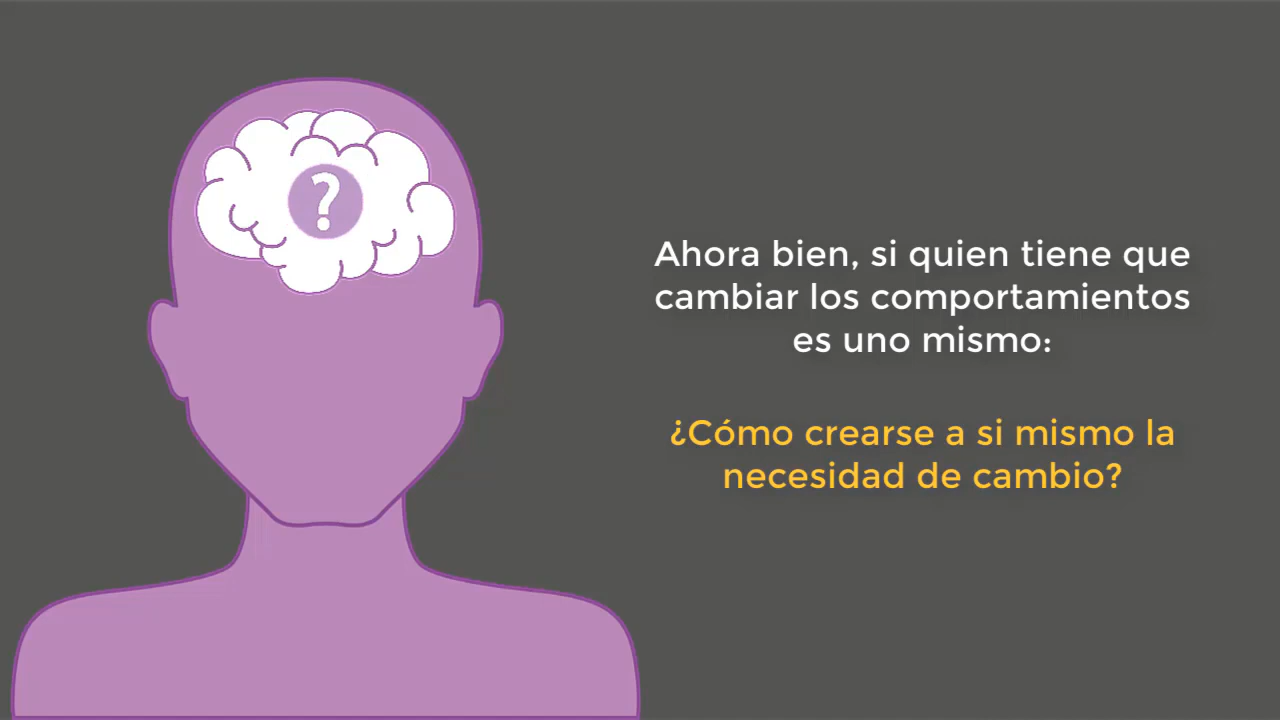 ?
Ahora bien, si quien tiene que
cambiar los comportamientos
es uno mismo:
¿Cómo crearse a si mismo la
necesidad de cambio?